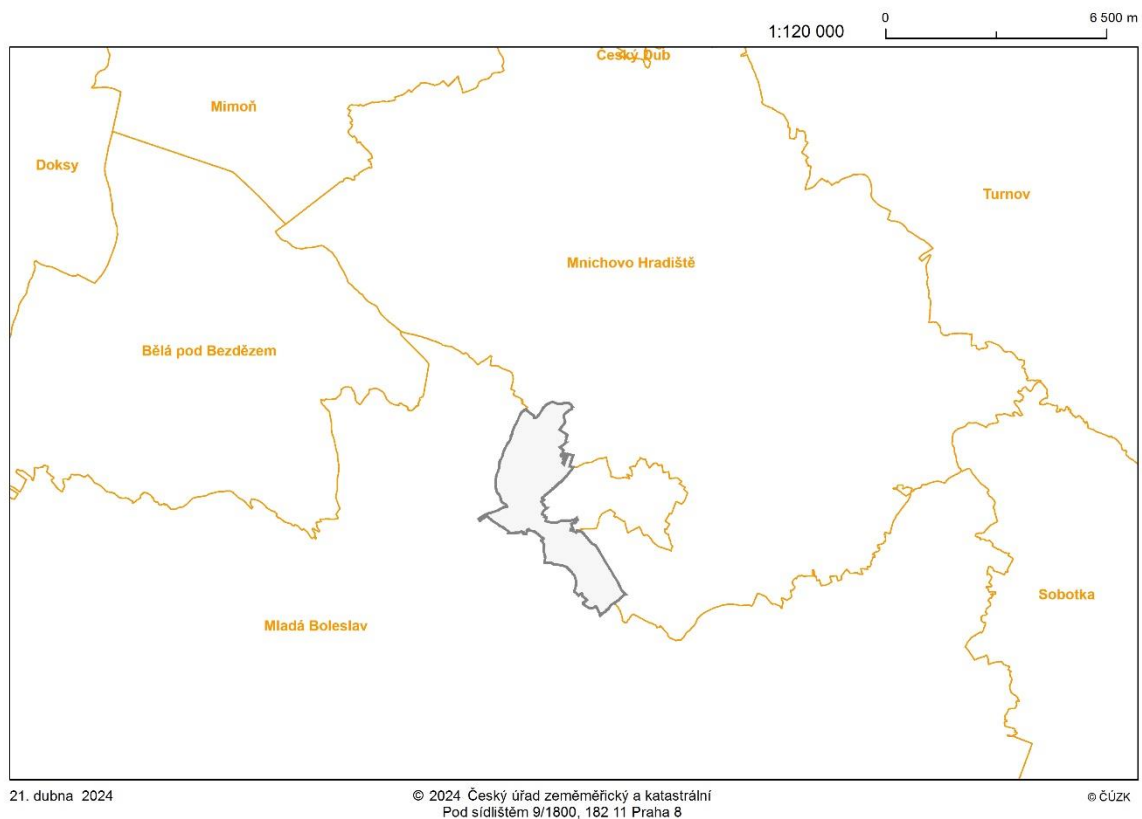 0 6 500 m
1:120 000
Český Dub
Mimoň
Doksy
Turnov
Mnichovo Hradiště
Bělá pod Bezdězem
Sobotka
Mladá Boleslav
21. dubna 2024
© 2024 Český úřad zeměměřický a katastrální
© ČÚZK
Pod sídlištěm 9/1800, 182 11 Praha 8